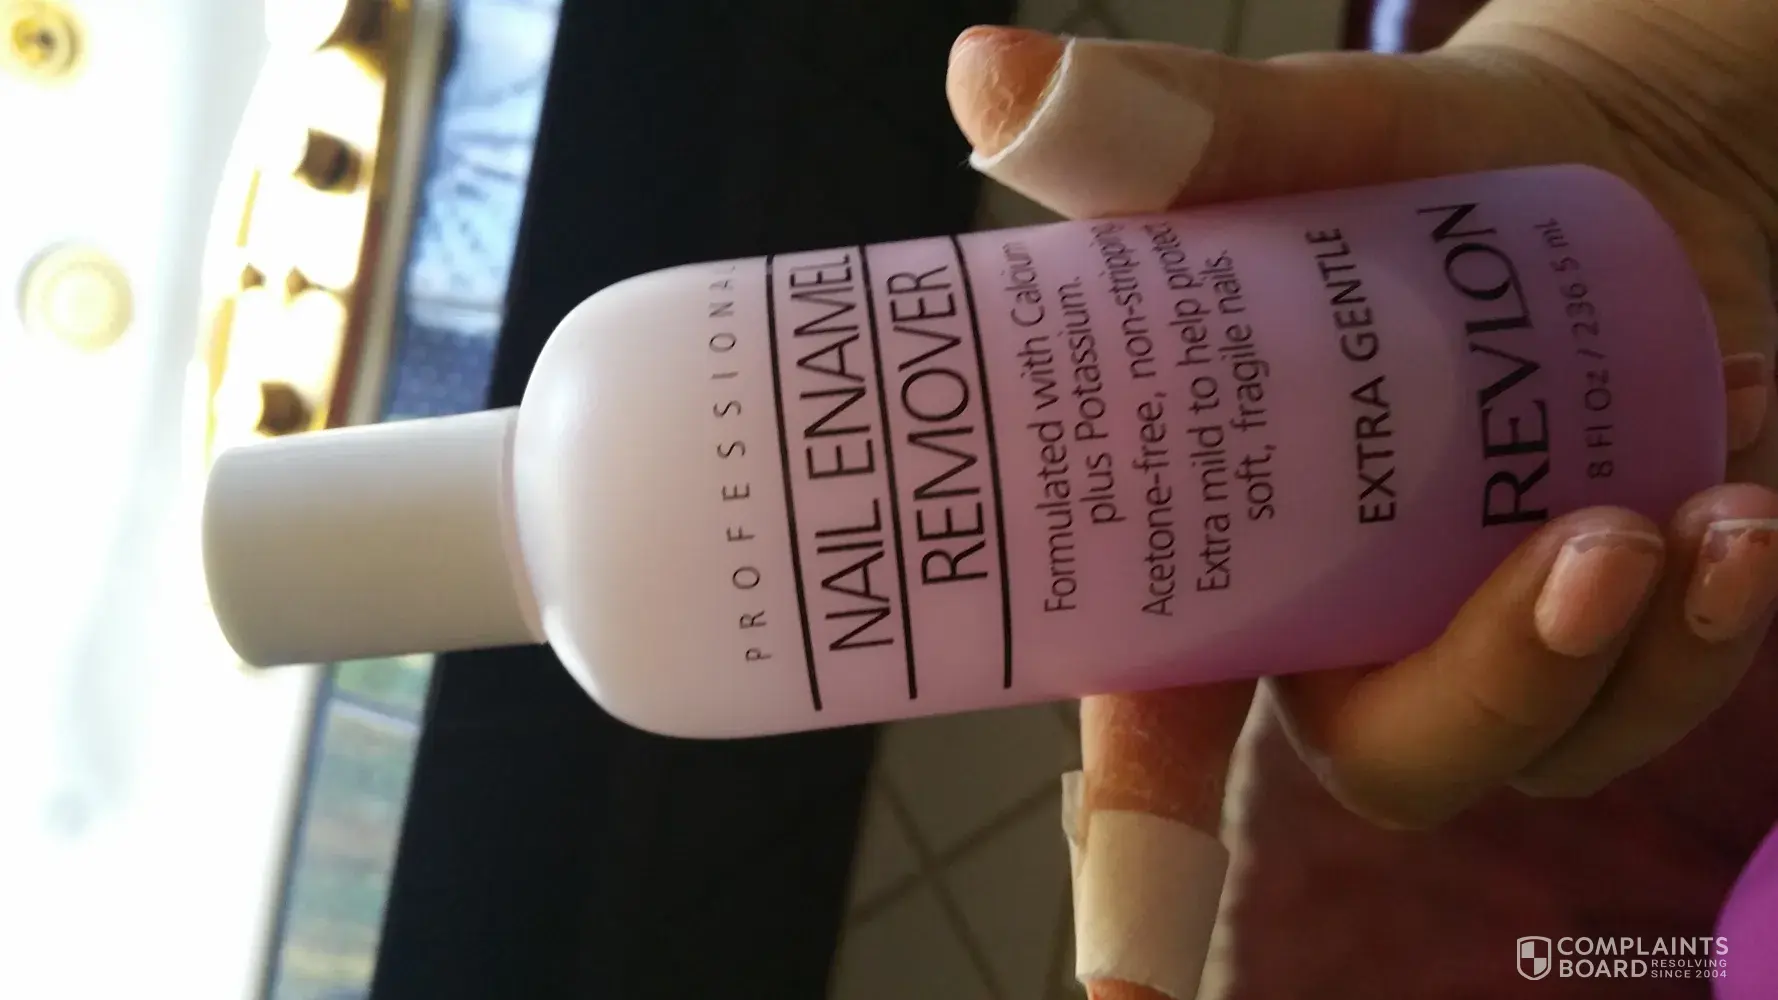 PROFESSIONAL
NAIL ENAMEL
REMOVER
Formulated with Calcium
plus Potassium.
Acetone-free, non-stripping
Extra mild to help protect
soft, fragile nails.
EXTRA GENTLE
REVLON
8 Fl Oz / 236 5 mL
COMPLAINTS
BOARD RESOLVING
SINCE 2004